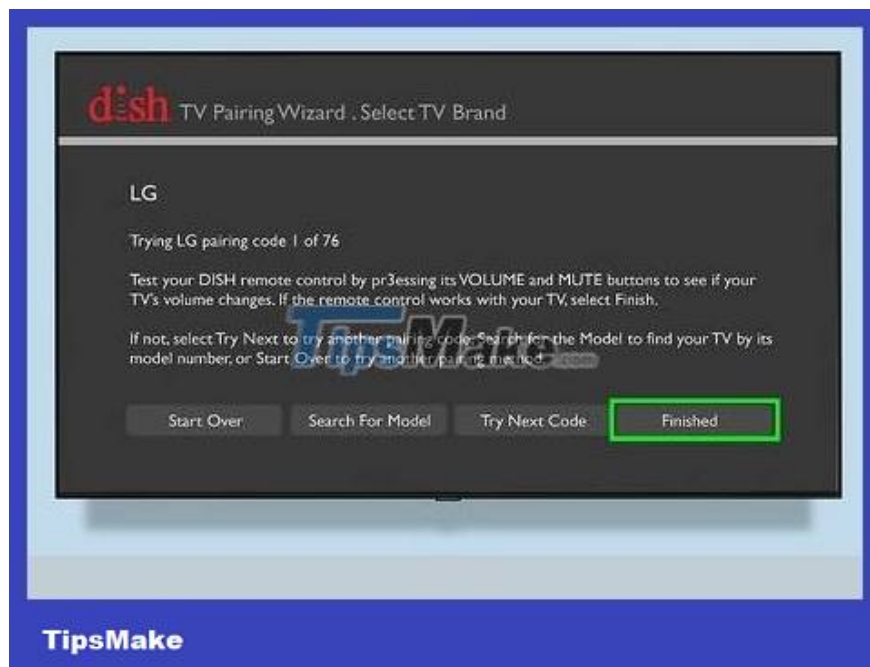 dish TV Pairing Wizard . Select TV Brand
LG
Trying LG pairing code 1 of 76
Test your DISH remote control by pr3essing its VOLUME and MUTE buttons to see if your
TV's volume changes. If the remote control works with your TV, select Finish.
If not, select Try Next to try another pairing code, Search for the Model to find your TV by its
model number, or Start Over to try another pairing method.
TipsMake.com
Start Over Search For Model Try Next Code Finished
TipsMake